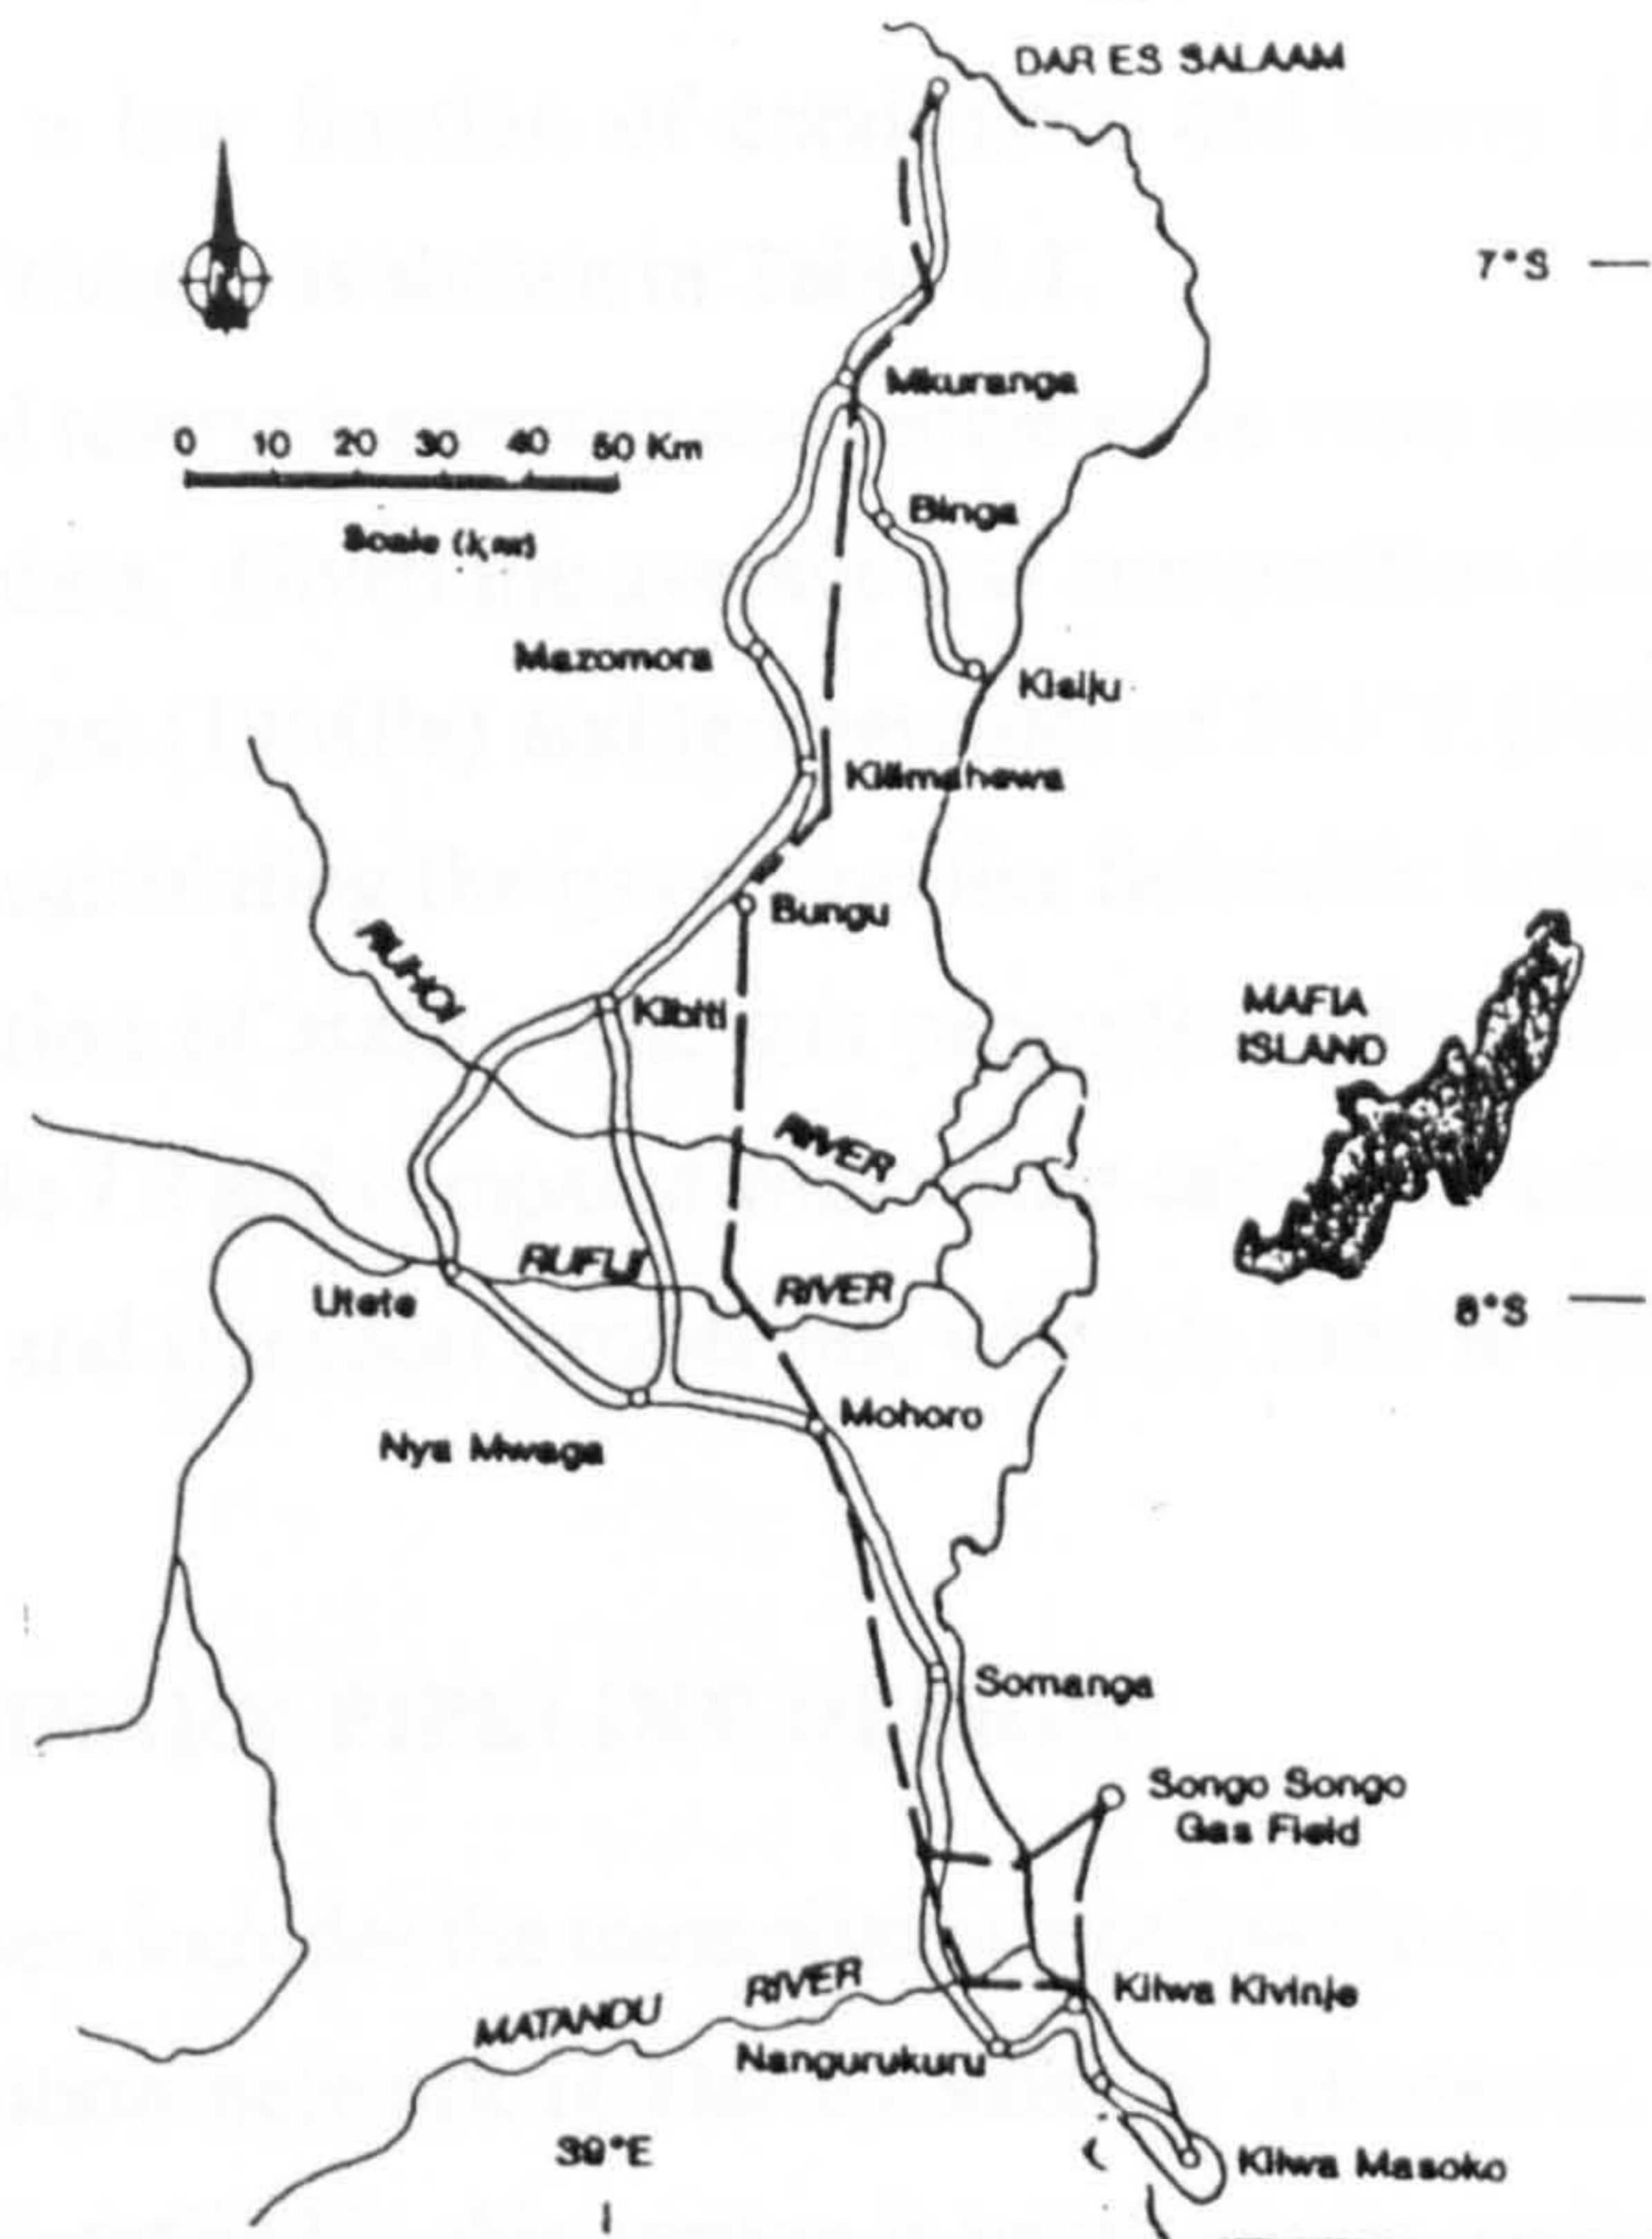 DAR ES SALAAM
7°S
Mkuranga
0 10 20 30 40 50 Km
Scale (km)
Binga
Mazomora
Kisiju
Kilimahewa
Bungu
RUHOI
Kibiti
MAFIA
ISLAND
RIVER
RUFIJI
RIVER
Utete
8°S
Mohoro
Nya Mwaga
Somanga
Songo Songo
Gas Field
Kilwa Kivinje
MATANDU
RIVER
Nangurukuru
39°E
Kilwa Masoko